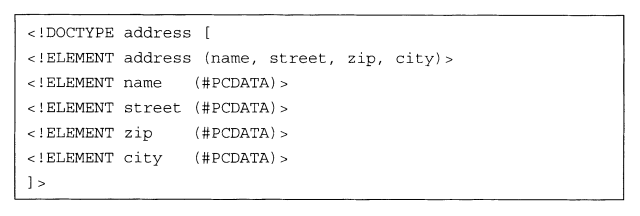 <!DOCTYPE address [
<!ELEMENT address (name, street, zip, city)>
<!ELEMENT name (#PCDATA)>
<!ELEMENT street (#PCDATA)>
<!ELEMENT zip (#PCDATA)>
<!ELEMENT city (#PCDATA)>
]>